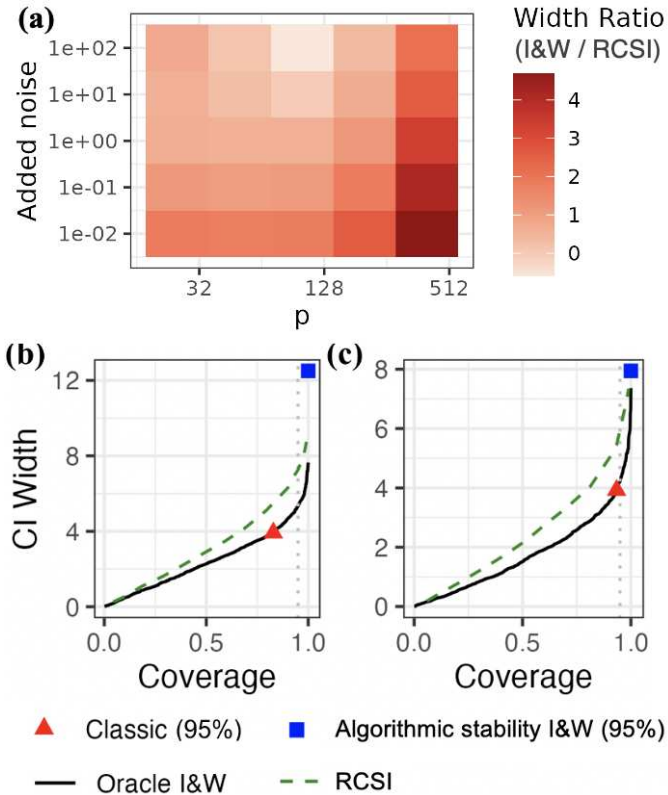 (a)
Width Ratio
(I&W / RCSI)
Added noise
1e+02
1e+01
1e+00
1e-01
1e-02
32
128
512
p
4
3
2
1
0
(b)
(c)
CI Width
12
8
4
0
0.0
0.5
1.0
Coverage
8
6
4
2
0
0.0
0.5
1.0
Coverage
Classic (95%)
Algorithmic stability I&W (95%)
Oracle I&W
RCSI